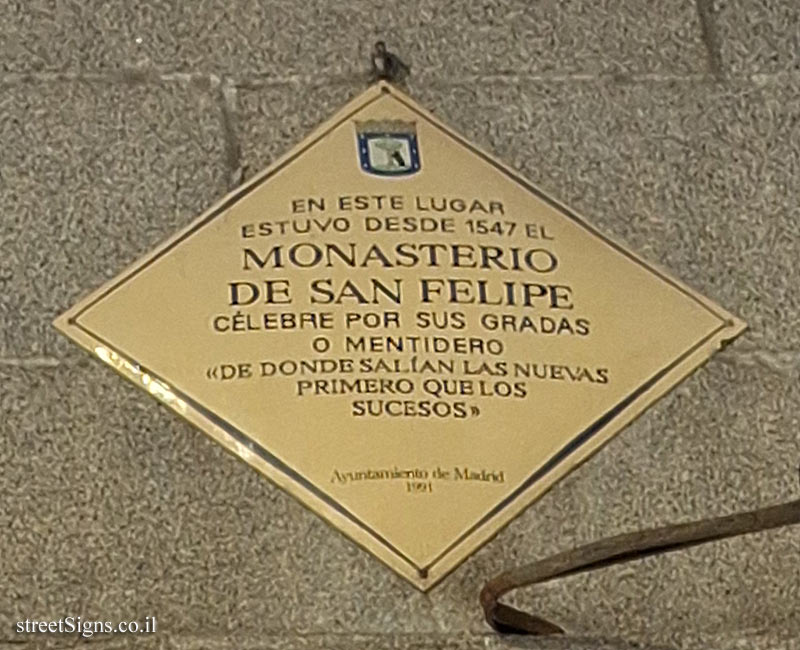 EN ESTE LUGAR
ESTUVO DESDE 1547 EL
MONASTERIO
DE SAN FELIPE
CÉLEBRE POR SUS GRADAS
O MENTIDERO
«DE DONDE SALÍAN LAS NUEVAS
PRIMERO QUE LOS
SUCESOS»
Ayuntamiento de Madrid
1991
streetSigns.co.il